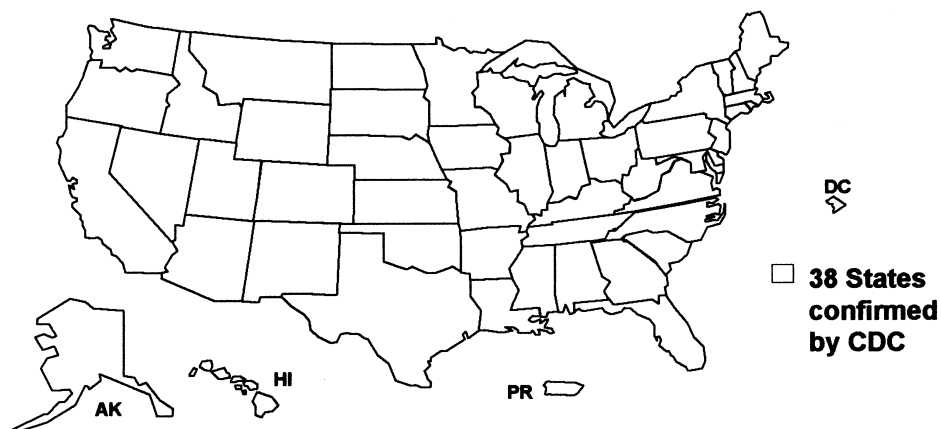 DC
38 States
confirmed
by CDC
HI
PR
AK